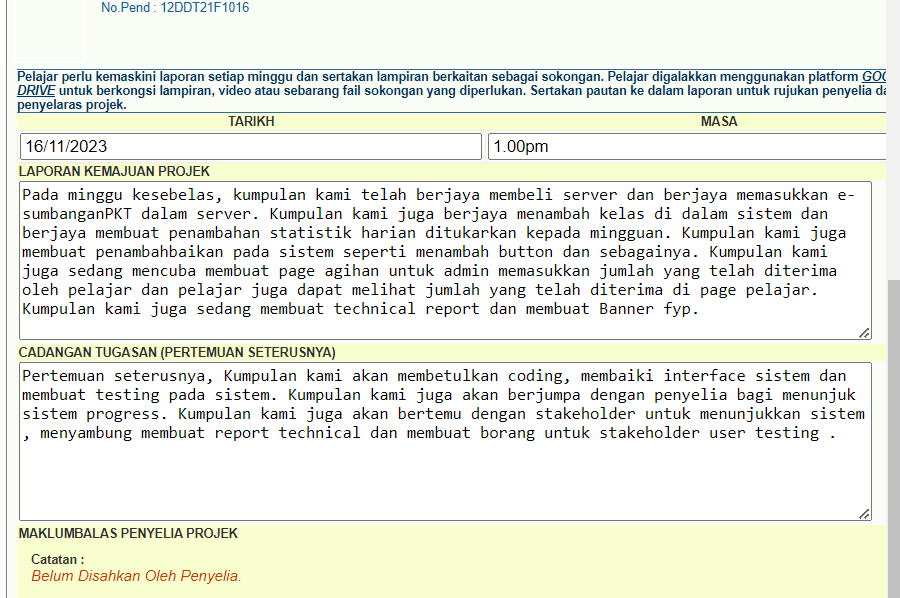 No.Pend : 12DDT21F1016
Pelajar perlu kemaskini laporan setiap minggu dan sertakan lampiran berkaitan sebagai sokongan. Pelajar digalakkan menggunakan platform
DRIVE untuk berkongsi lampiran, video atau sebarang fail sokongan yang diperlukan. Sertakan pautan ke dalam laporan untuk rujukan penyelia
penyelaras projek.
TARIKH MASA
16/11/2023 1.00pm
LAPORAN KEMAJUAN PROJEK
Pada minggu kesebelas, kumpulan kami telah berjaya membeli server dan berjaya memasukkan e-
sumbanganPKT dalam server. Kumpulan kami juga berjaya menambah kelas di dalam sistem dan
berjaya membuat penambahan statistik harian ditukarkan kepada mingguan. Kumpulan kami juga
membuat penambahbaikan pada sistem seperti menambah button dan sebagainya. Kumpulan kami
juga sedang mencuba membuat page agihan untuk admin memasukkan jumlah yang telah diterima
oleh pelajar dan pelajar juga dapat melihat jumlah yang telah diterima di page pelajar.
Kumpulan kami juga sedang membuat technical report dan membuat Banner fyp.
CADANGAN TUGASAN (PERTEMUAN SETERUSNYA)
Pertemuan seterusnya, Kumpulan kami akan membetulkan coding, membaiki interface sistem dan
membuat testing pada sistem. Kumpulan kami juga akan berjumpa dengan penyelia bagi menunjuk
sistem progress. Kumpulan kami juga akan bertemu dengan stakeholder untuk menunjukkan sistem
, menyambung membuat report technical dan membuat borang untuk stakeholder user testing .
MAKLUMBALAS PENYELIA PROJEK
Catatan :
Belum Disahkan Oleh Penyelia.